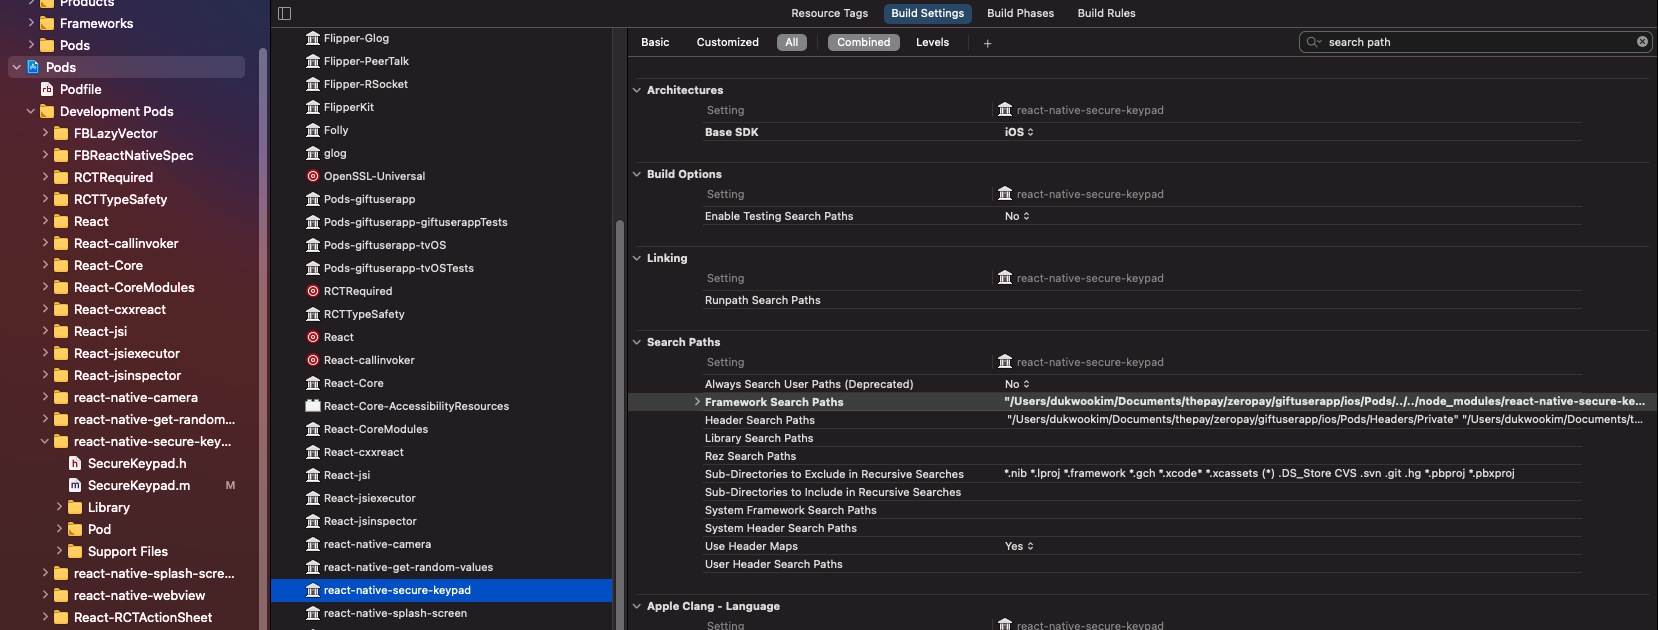 Products
Frameworks
Pods
Pods
Podfile
Development Pods
FBLazyVector
FBReactNativeSpec
RCTRequired
RCTTypeSafety
React
React-callinvoker
React-Core
React-CoreModules
React-cxxreact
React-jsi
React-jsiexecutor
React-jsinspector
react-native-camera
react-native-get-random...
react-native-secure-key...
SecureKeypad.h
SecureKeypad.m M
Library
Pod
Support Files
react-native-splash-scre...
react-native-webview
React-RCTActionSheet
Flipper-Glog
Flipper-PeerTalk
Flipper-RSocket
FlipperKit
Folly
glog
OpenSSL-Universal
Pods-giftuserapp
Pods-giftuserapp-giftuserappTests
Pods-giftuserapp-tvOS
Pods-giftuserapp-tvOSTests
RCTRequired
RCTTypeSafety
React
React-callinvoker
React-Core
React-Core-AccessibilityResources
React-CoreModules
React-cxxreact
React-jsi
React-jsiexecutor
React-jsinspector
react-native-camera
react-native-get-random-values
react-native-secure-keypad
react-native-splash-screen
Resource Tags Build Settings Build Phases Build Rules
Basic Customized All Combined Levels + search path
Architectures
Setting react-native-secure-keypad
Base SDK iOS
Build Options
Setting react-native-secure-keypad
Enable Testing Search Paths No
Linking
Setting react-native-secure-keypad
Runpath Search Paths
Search Paths
Setting react-native-secure-keypad
Always Search User Paths (Deprecated) No
Framework Search Paths "/Users/dukwookim/Documents/thepay/zeropay/giftuserapp/ios/Pods/../../node_modules/react-native-secure-ke...
Header Search Paths "/Users/dukwookim/Documents/thepay/zeropay/giftuserapp/ios/Pods/Headers/Private" "/Users/dukwookim/Documents/t...
Library Search Paths
Rez Search Paths
Sub-Directories to Exclude in Recursive Searches *.nib *.lproj *.framework *.gch *.xcode* *.xcassets (*) .DS_Store CVS .svn .git .hg *.pbproj *.pbxproj
Sub-Directories to Include in Recursive Searches
System Framework Search Paths
System Header Search Paths
Use Header Maps Yes
User Header Search Paths
Apple Clang - Language
Setting react-native-secure-keypad